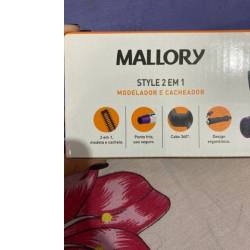 MALLORY
STYLE 2 EM 1
MODELADOR E CACHEADOR
2 em 1,
modela e cacheia.
Ponta fria,
uso seguro.
Cabo 360°.
Design
ergonômico.